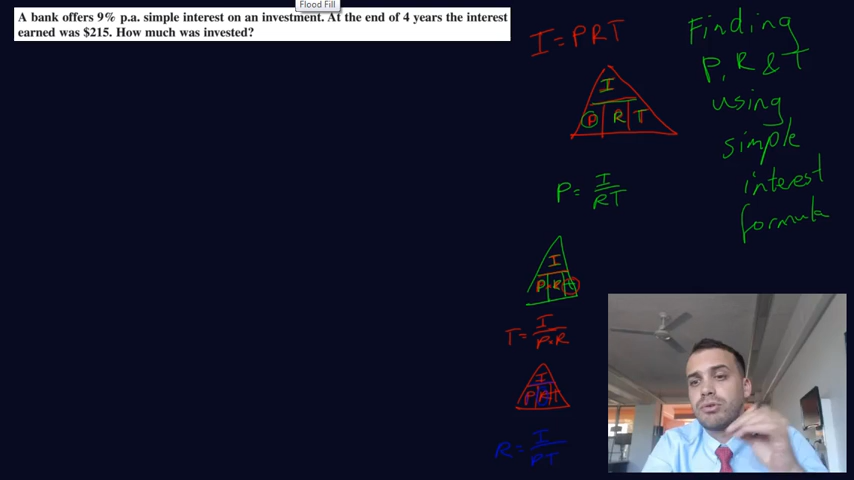 Flood Fill
A bank offers 9% p.a. simple interest on an investment. At the end of 4 years the interest
earned was $215. How much was invested?
I = PRT
I
P R T
P = I
RT
I
P R t
T = I
P×R
I
P R T
R = I
PT
Finding
P, R & T
using
simple
interest
formula